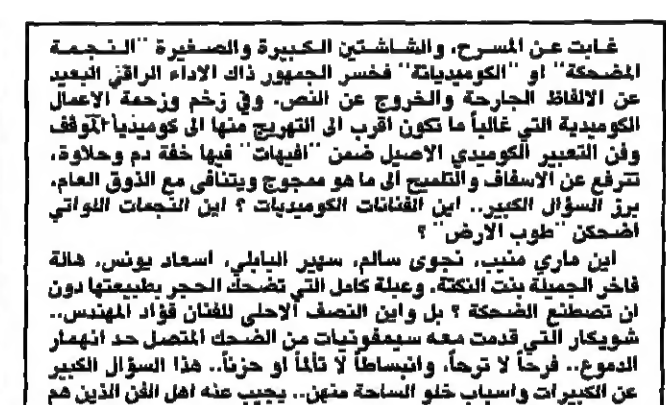 غابت عن المسرح، والشاشتين الكبيرة والصغيرة "النجمة
المضحكة" او "الكوميديانة" فخسر الجمهور ذاك الاداء الراقي البعيد
عن الالفاظ الجارحة والخروج عن النص. وفي زخم وزحمة الاعمال
الكوميدية التي غالباً ما تكون اقرب الى التهريج منها الى كوميديا الموقف
وفن التعبير الكوميدي الاصيل ضمن "افيهات" فيها خفة دم وحلاوة،
تترفع عن الاسفاف والتلميح الى ما هو ممجوج ويتنافى مع الذوق العام.
برز السؤال الكبير.. اين الفنانات الكوميديات ؟ اين النجمات اللواتي
اضحكن "طوب الارض" ؟
اين ماري منيب، نجوى سالم، سهير البابلي، اسعاد يونس، هالة
فاخر الجميلة بنت النكتة، وعبلة كامل التي تضحك الحجر بطبيعتها دون
ان تصطنع الضحكة ؟ بل واين النصف الاحلى للفنان فؤاد المهندس..
شويكار التي قدمت معه سيمفونيات من الضحك المتصل حد انهمار
الدموع.. فرحاً لا ترحاً، وانبساطاً لا تألماً او حزناً.. هذا السؤال الكبير
عن الكبيرات واسباب خلو الساحة منهن.. يجيب عنه اهل الفن الذين هم